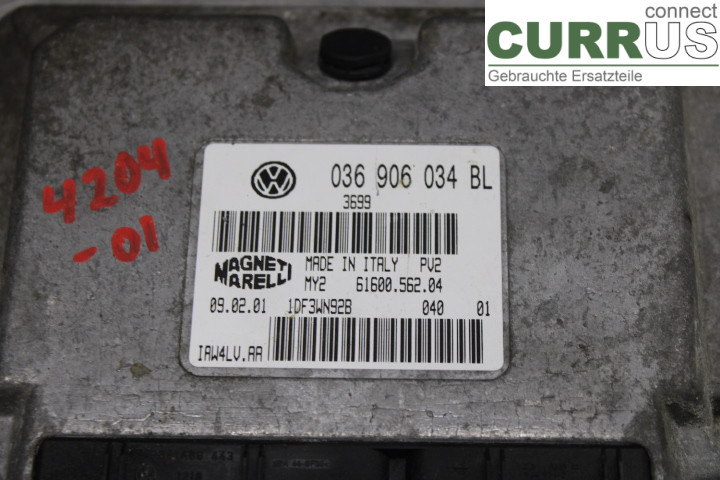 connect
CURRUS
Gebrauchte Ersatzteile
4204
-01
036 906 034 BL
3699
MAGNETI MARELLI
MADE IN ITALY PV2
MY2 61600.562.04
09.02.01 1DF3WN92B 040 01
IAW4LV.AA